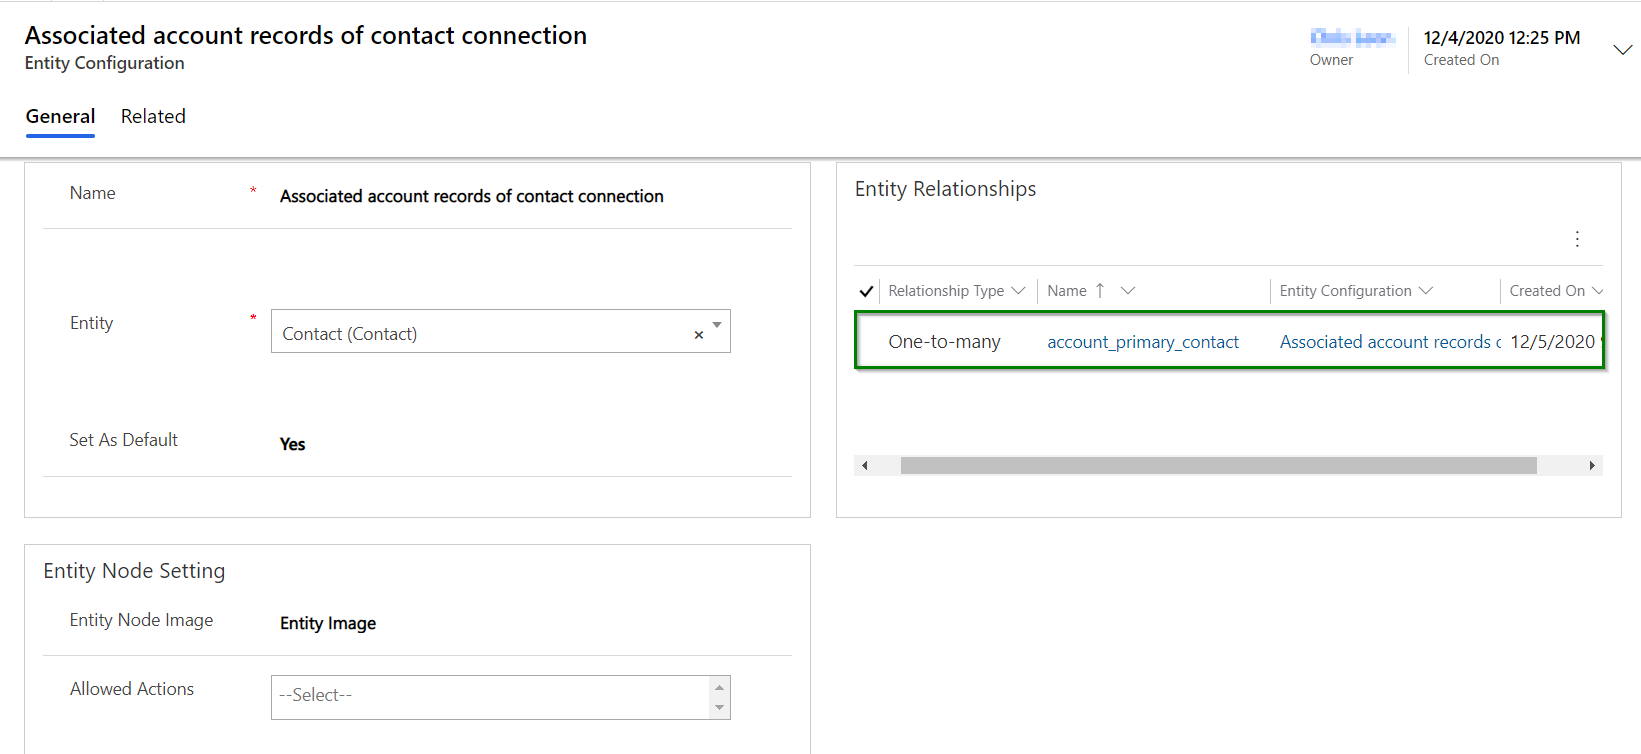 Associated account records of contact connection
Entity Configuration
Owner
12/4/2020 12:25 PM
Created On
General Related
Name * Associated account records of contact connection
Entity * Contact (Contact) ×
Set As Default Yes
Entity Relationships
Relationship Type Name ↑ Entity Configuration Created On
One-to-many account_primary_contact Associated account records c 12/5/2020
Entity Node Setting
Entity Node Image Entity Image
Allowed Actions --Select--